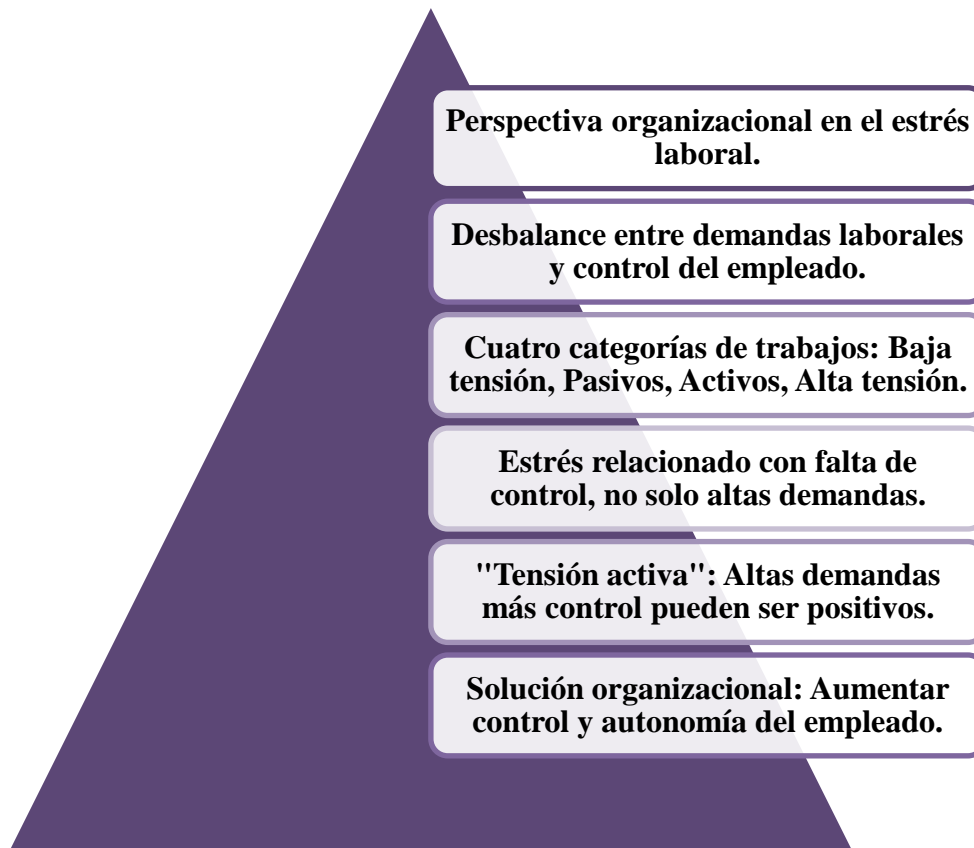 Perspectiva organizacional en el estrés
laboral.
Desbalance entre demandas laborales
y control del empleado.
Cuatro categorías de trabajos: Baja
tensión, Pasivos, Activos, Alta tensión.
Estrés relacionado con falta de
control, no solo altas demandas.
"Tensión activa": Altas demandas
más control pueden ser positivos.
Solución organizacional: Aumentar
control y autonomía del empleado.